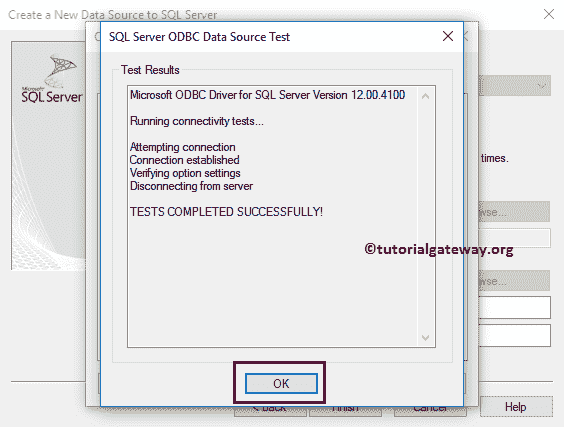 Create a New Data Source to SQL Server
SQL Server ODBC Data Source Test
Microsoft
SQL Server
Test Results
Microsoft ODBC Driver for SQL Server Version 12.00.4100
Running connectivity tests...
Attempting connection
Connection established
Verifying option settings
Disconnecting from server
TESTS COMPLETED SUCCESSFULLY!
times.
©tutorialgateway.org
OK
< Back
Finish
Cancel
Help